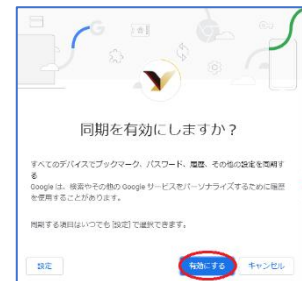 同期を有効にしますか？
すべてのデバイスでブックマーク、パスワード、履歴、その他の設定を同期す
る
Google は、検索やその他の Google サービスをパーソナライズするために履歴
を使用することがあります。
同期する項目はいつでも [設定] で選択できます。
設定 有効にする キャンセル